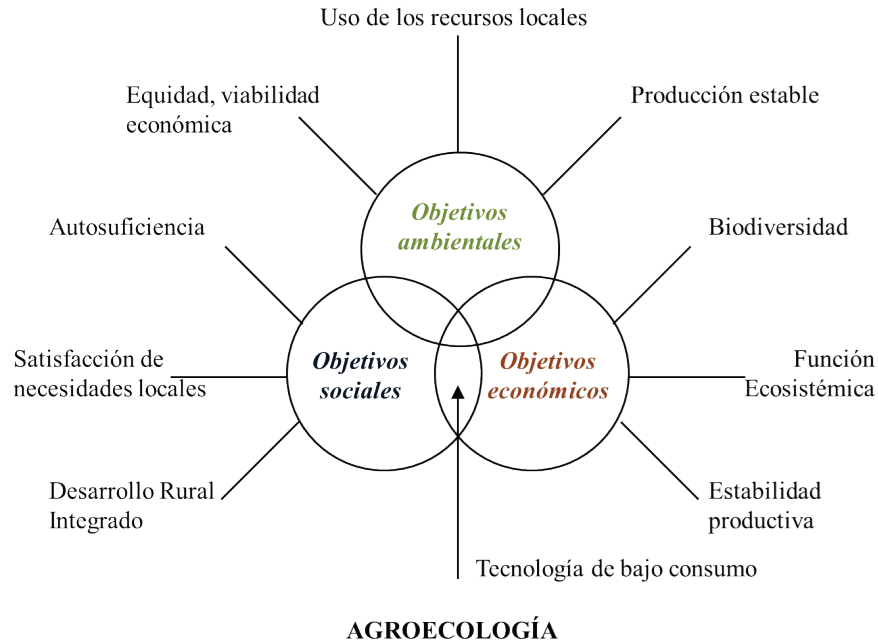 Uso de los recursos locales
Equidad, viabilidad
económica
Producción estable
Objetivos
ambientales
Autosuficiencia
Biodiversidad
Satisfacción de
necesidades locales
Objetivos
sociales
Objetivos
económicos
Función
Ecosistémica
Desarrollo Rural
Integrado
Estabilidad
productiva
Tecnología de bajo consumo
AGROECOLOGÍA